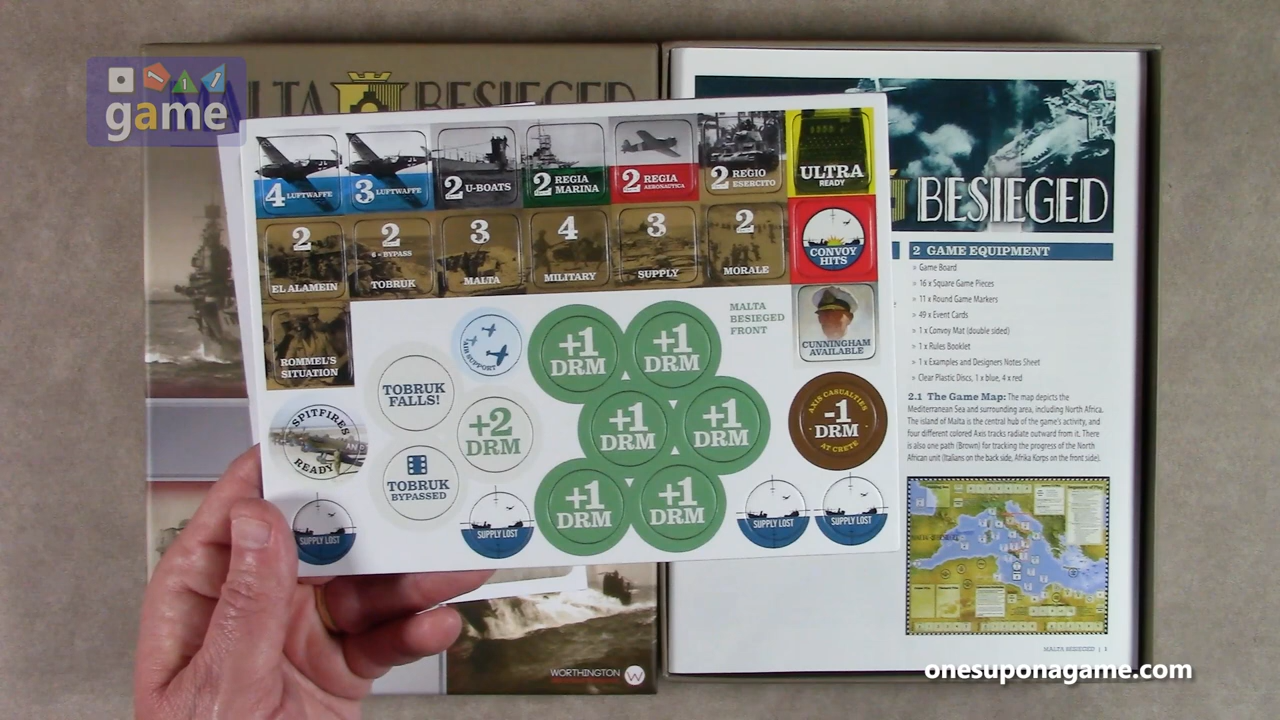 game
MALTA BESIEGED
4 LUFTWAFFE
3 LUFTWAFFE
2 U-BOATS
2 REGIA
MARINA
2 REGIA
AERONAUTICA
2 REGIO
ESERCITO
ULTRA
READY
2
EL ALAMEIN
2
6 = BYPASS
TOBRUK
3
MALTA
4
MILITARY
3
SUPPLY
2
MORALE
CONVOY
HITS
ROMMEL'S
SITUATION
AIR SUPPORT
+1
DRM
+1
DRM
MALTA
BESIEGED
FRONT
CUNNINGHAM
AVAILABLE
TOBRUK
FALLS!
SPITFIRES
READY
+2
DRM
+1
DRM
+1
DRM
AXIS CASUALTIES
-1
DRM
AT CRETE
TOBRUK
BYPASSED
+1
DRM
+1
DRM
SUPPLY LOST
SUPPLY LOST
SUPPLY LOST
SUPPLY LOST
BESIEGED
2 GAME EQUIPMENT
» Game Board
» 16 x Square Game Pieces
» 11 x Round Game Markers
» 49 x Event Cards
» 1 x Convoy Mat (double sided)
» 1 x Rules Booklet
» 1 x Examples and Designers Notes Sheet
» Clear Plastic Discs, 1 x blue, 4 x red
2.1 The Game Map: The map depicts the
Mediterranean Sea and surrounding area, including North Africa.
The island of Malta is the central hub of the game's activity, and
four different colored Axis tracks radiate outward from it. There
is also one path (Brown) for tracking the progress of the North
African unit (Italians on the back side, Afrika Korps on the front side).
MALTA BESIEGED | 1
WORTHINGTON W
onesuponagame.com